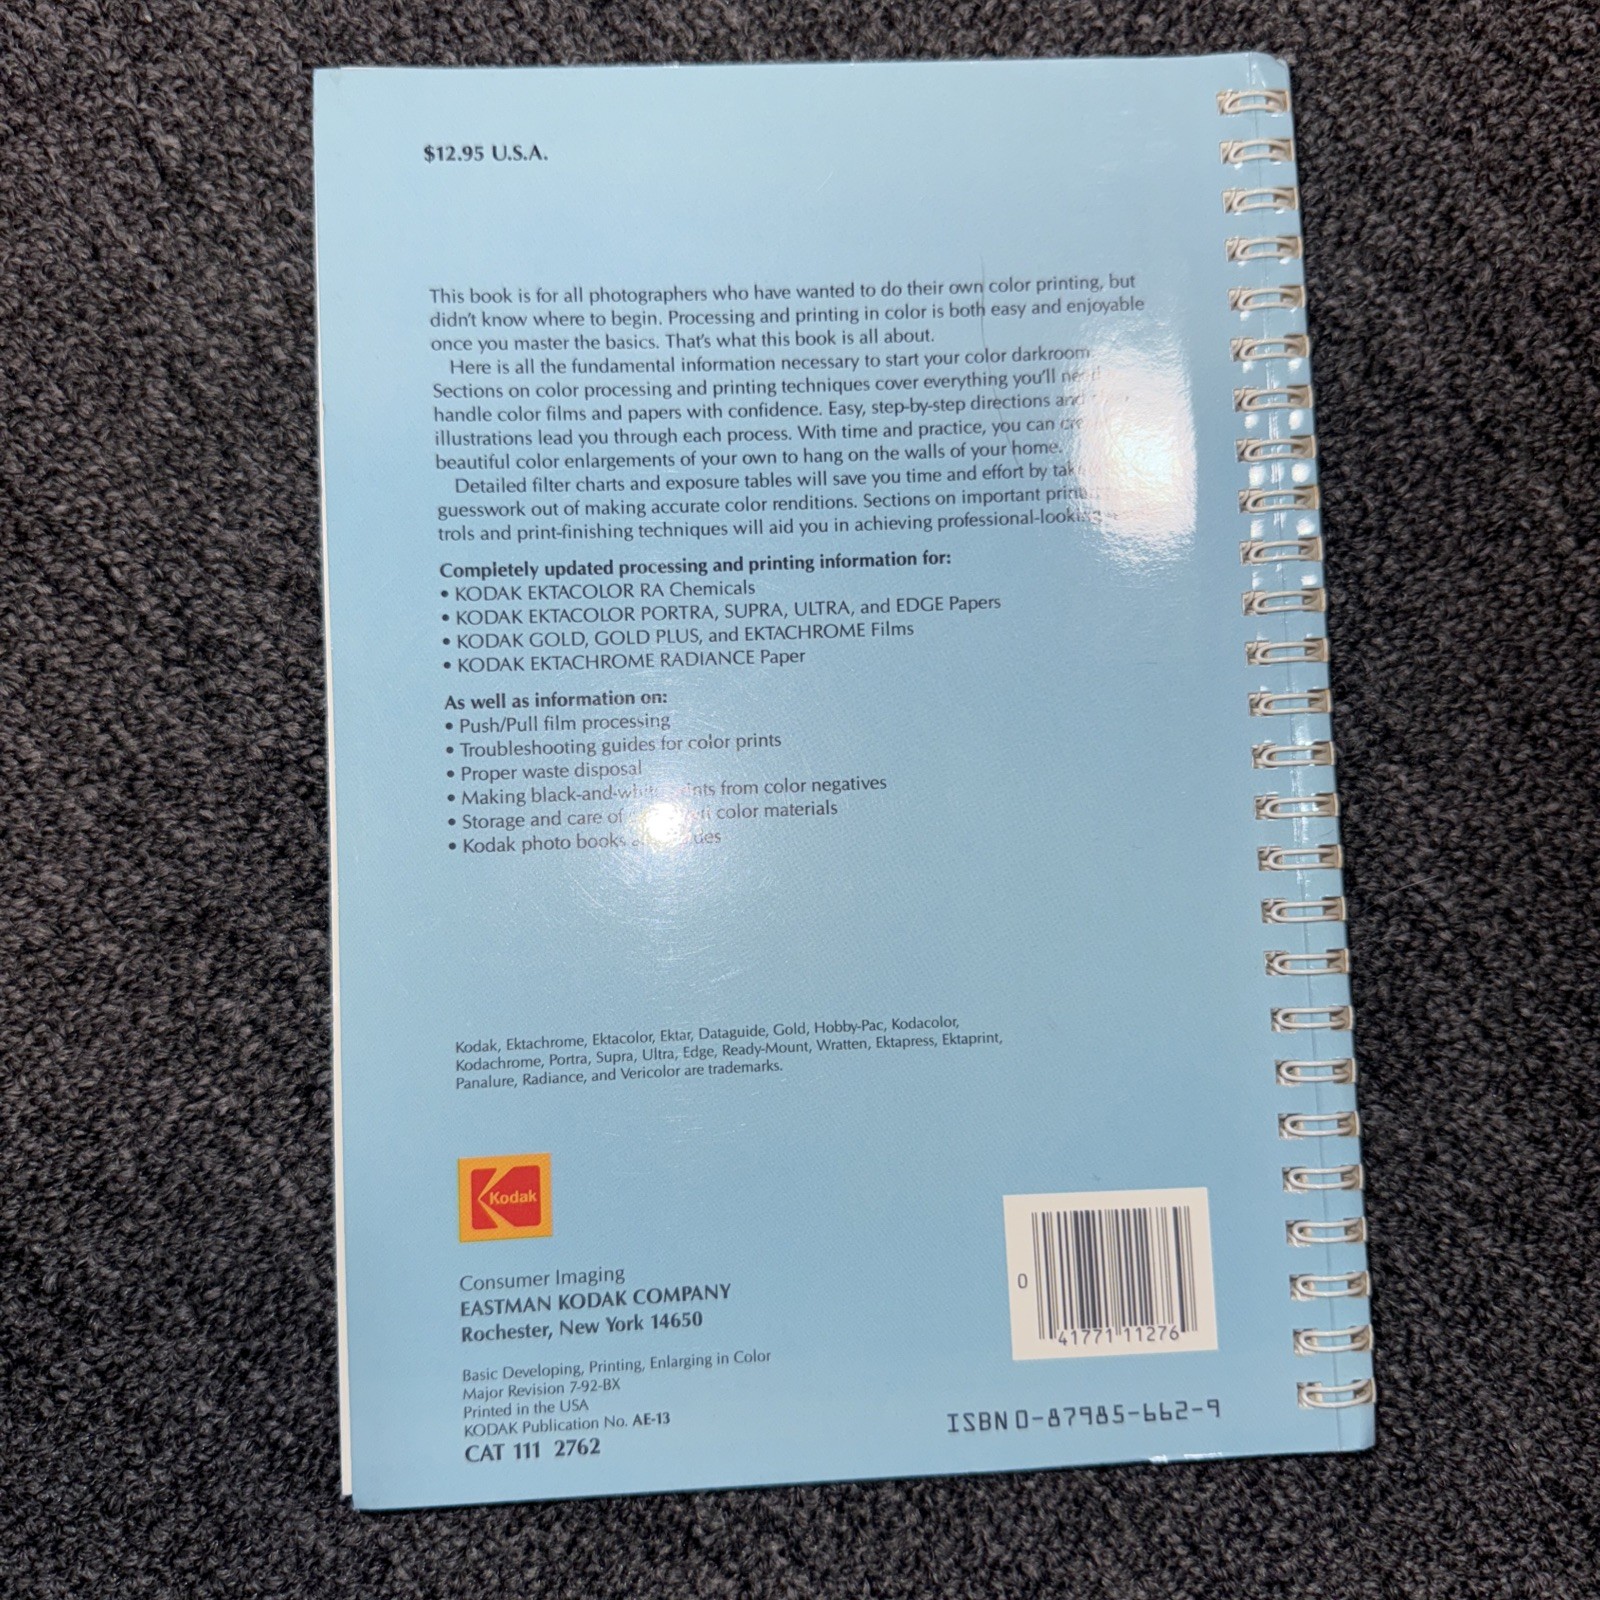 $12.95 U.S.A.
This book is for all photographers who have wanted to do their own color printing, but
didn't know where to begin. Processing and printing in color is both easy and enjoyable
once you master the basics. That's what this book is all about.
Here is all the fundamental information necessary to start your color darkroom.
Sections on color processing and printing techniques cover everything you'll need
handle color films and papers with confidence. Easy, step-by-step directions and
illustrations lead you through each process. With time and practice, you can
beautiful color enlargements of your own to hang on the walls of your home.
Detailed filter charts and exposure tables will save you time and effort by
guesswork out of making accurate color renditions. Sections on important
trols and print-finishing techniques will aid you in achieving professional-looking
Completely updated processing and printing information for:
• KODAK EKTACOLOR RA Chemicals
• KODAK EKTACOLOR PORTRA, SUPRA, ULTRA, and EDGE Papers
• KODAK GOLD, GOLD PLUS, and EKTACHROME Films
• KODAK EKTACHROME RADIANCE Paper
As well as information on:
• Push/Pull film processing
• Troubleshooting guides for color prints
• Proper waste disposal
• Making black-and-white prints from color negatives
• Storage and care of color materials
• Kodak photo books
Kodak, Ektachrome, Ektacolor, Ektar, Dataguide, Gold, Hobby-Pac, Kodacolor,
Kodachrome, Portra, Supra, Ultra, Edge, Ready-Mount, Wratten, Ektapress, Ektaprint,
Panalure, Radiance, and Vericolor are trademarks.
Kodak
Consumer Imaging
EASTMAN KODAK COMPANY
Rochester, New York 14650
Basic Developing, Printing, Enlarging in Color
Major Revision 7-92-BX
Printed in the USA
KODAK Publication No. AE-13
CAT 111 2762
0 41771 11276
ISBN 0-87985-662-9